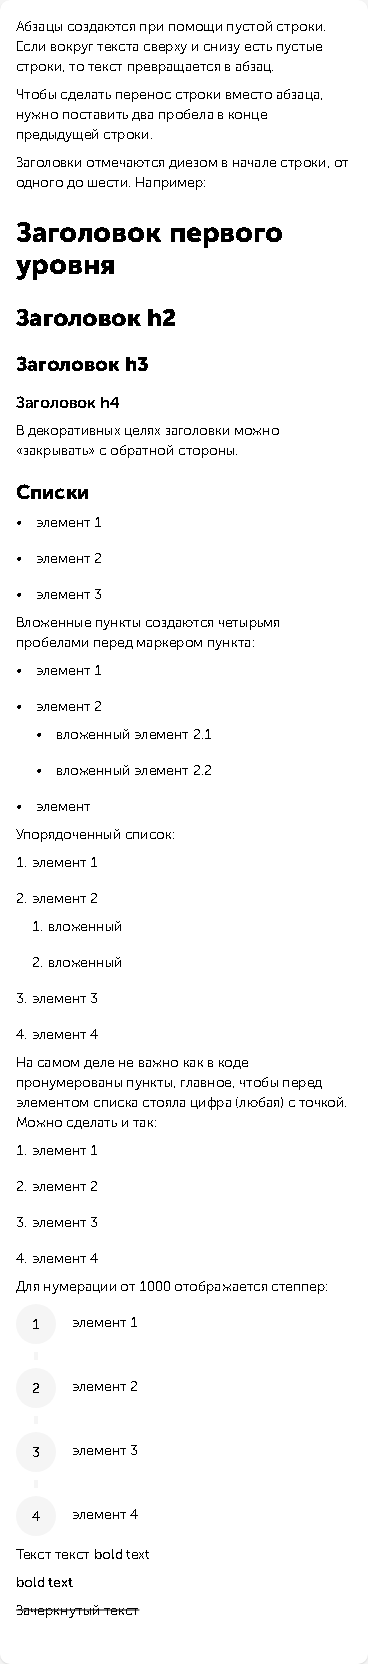 Абзацы создаются при помощи пустой строки.
Если вокруг текста сверху и снизу есть пустые
строки, то текст превращается в абзац.
Чтобы сделать перенос строки вместо абзаца,
нужно поставить два пробела в конце
предыдущей строки.
Заголовки отмечаются диезом в начале строки, от
одного до шести. Например:
Заголовок первого
уровня
Заголовок h2
Заголовок h3
Заголовок h4
В декоративных целях заголовки можно
«закрывать» с обратной стороны.
Списки
• элемент 1
• элемент 2
• элемент 3
Вложенные пункты создаются четырьмя
пробелами перед маркером пункта:
• элемент 1
• элемент 2
• вложенный элемент 2.1
• вложенный элемент 2.2
• элемент
Упорядоченный список:
1. элемент 1
2. элемент 2
1. вложенный
2. вложенный
3. элемент 3
4. элемент 4
На самом деле не важно как в коде
пронумерованы пункты, главное, чтобы перед
элементом списка стояла цифра (любая) с точкой.
Можно сделать и так:
1. элемент 1
2. элемент 2
3. элемент 3
4. элемент 4
Для нумерации от 1000 отображается степпер:
1 элемент 1
2 элемент 2
3 элемент 3
4 элемент 4
Текст текст bold text
bold text
Зачеркнутый текст